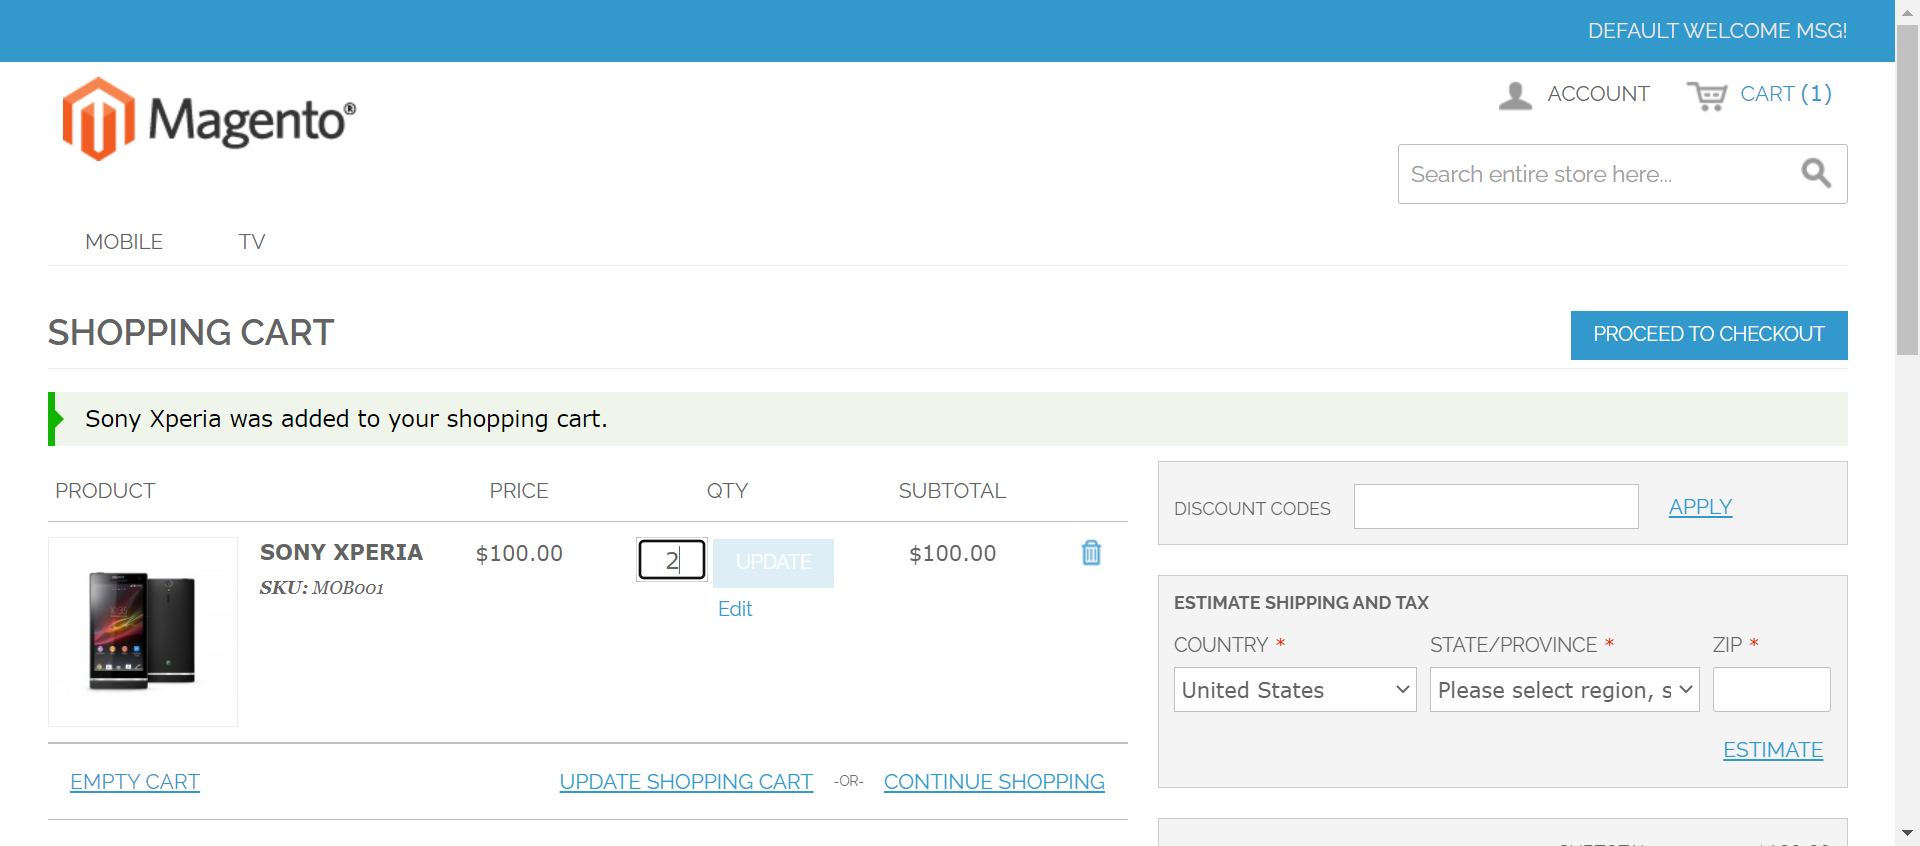 DEFAULT WELCOME MSG!
Magento®
ACCOUNT
CART (1)
Search entire store here...
MOBILE
TV
SHOPPING CART
PROCEED TO CHECKOUT
Sony Xperia was added to your shopping cart.
PRODUCT PRICE QTY SUBTOTAL
SONY XPERIA $100.00 2 UPDATE $100.00
SKU: MOB001
Edit
EMPTY CART UPDATE SHOPPING CART -OR- CONTINUE SHOPPING
DISCOUNT CODES APPLY
ESTIMATE SHIPPING AND TAX
COUNTRY * STATE/PROVINCE * ZIP *
United States Please select region, s
ESTIMATE